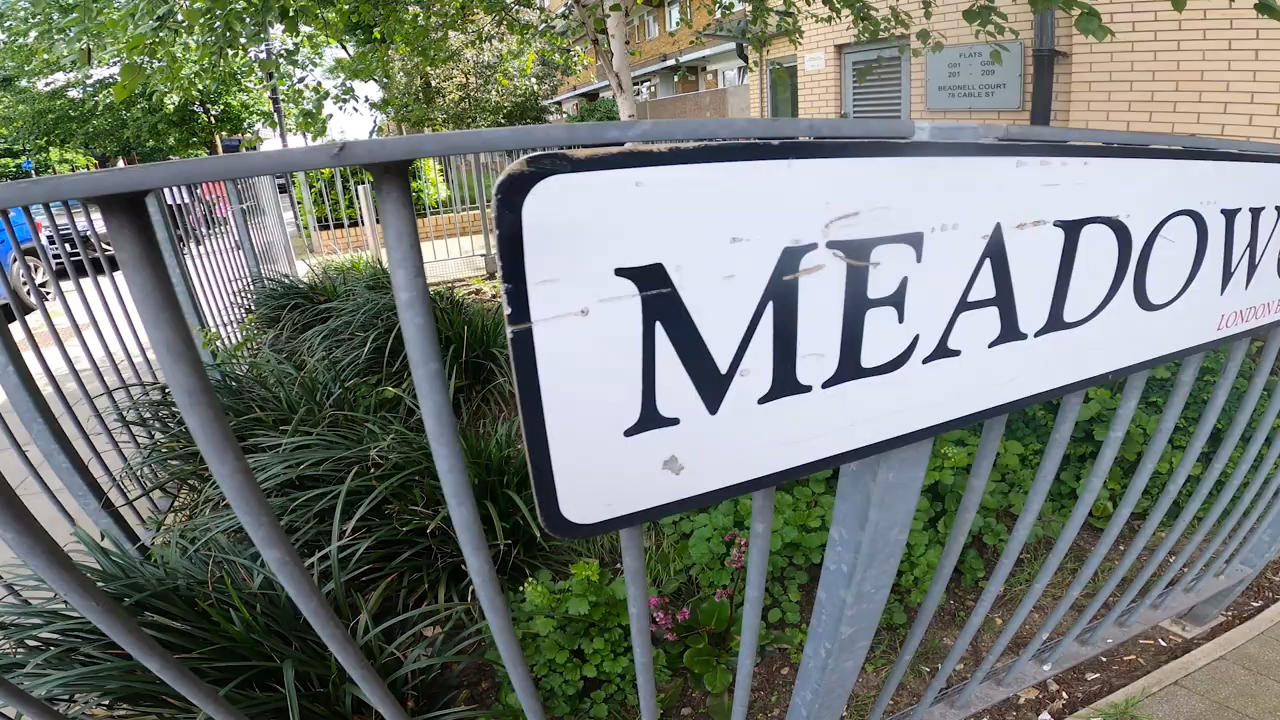 FLATS
G01 - G08
201 - 209
BEADNELL COURT
78 CABLE ST
MEADOW
LONDON